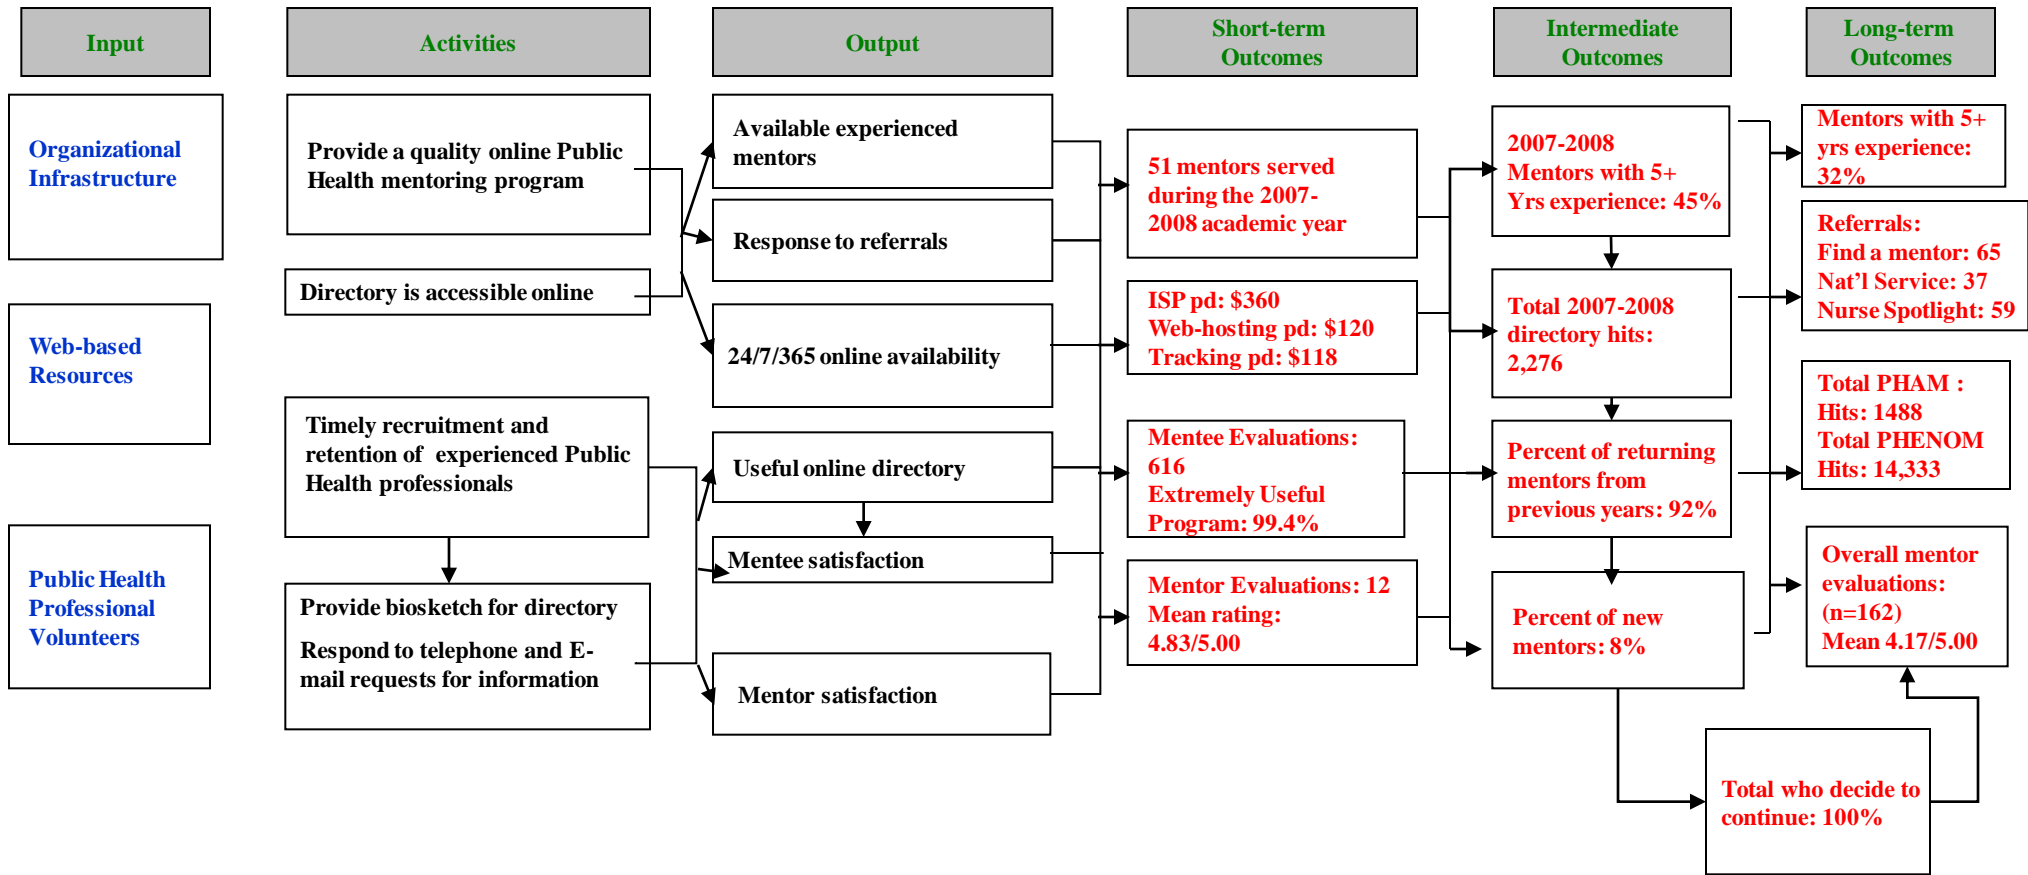 Input
Activities
Output
Short-term
Outcomes
Intermediate
Outcomes
Long-term
Outcomes
Organizational
Infrastructure
Web-based
Resources
Public Health
Professional
Volunteers
Provide a quality online Public
Health mentoring program
Directory is accessible online
Timely recruitment and
retention of experienced Public
Health professionals
Provide biosketch for directory
Respond to telephone and E-
mail requests for information
Available experienced
mentors
Response to referrals
24/7/365 online availability
Useful online directory
Mentee satisfaction
Mentor satisfaction
51 mentors served
during the 2007-
2008 academic year
ISP pd: $360
Web-hosting pd: $120
Tracking pd: $118
Mentee Evaluations:
616
Extremely Useful
Program: 99.4%
Mentor Evaluations: 12
Mean rating:
4.83/5.00
2007-2008
Mentors with 5+
Yrs experience: 45%
Total 2007-2008
directory hits:
2,276
Percent of returning
mentors from
previous years: 92%
Percent of new
mentors: 8%
Total who decide to
continue: 100%
Mentors with 5+
yrs experience:
32%
Referrals:
Find a mentor: 65
Nat’l Service: 37
Nurse Spotlight: 59
Total PHAM :
Hits: 1488
Total PHENOM
Hits: 14,333
Overall mentor
evaluations:
(n=162)
Mean 4.17/5.00